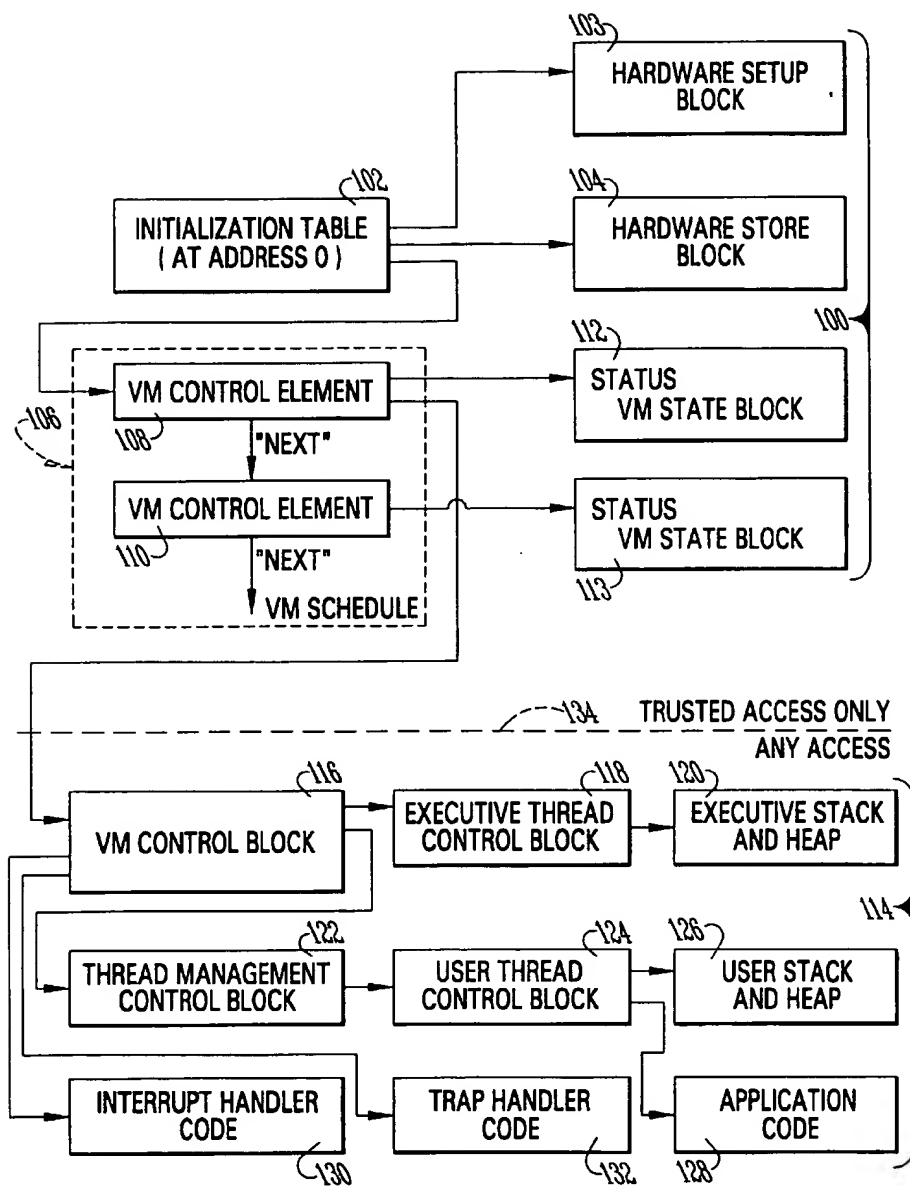 103
HARDWARE SETUP
BLOCK
102
INITIALIZATION TABLE
( AT ADDRESS 0 )
104
HARDWARE STORE
BLOCK
100
106
VM CONTROL ELEMENT
108
"NEXT"
112
STATUS
VM STATE BLOCK
VM CONTROL ELEMENT
110
"NEXT"
VM SCHEDULE
STATUS
VM STATE BLOCK
113
134
TRUSTED ACCESS ONLY
ANY ACCESS
116
VM CONTROL BLOCK
118
EXECUTIVE THREAD
CONTROL BLOCK
120
EXECUTIVE STACK
AND HEAP
114
122
THREAD MANAGEMENT
CONTROL BLOCK
124
USER THREAD
CONTROL BLOCK
126
USER STACK
AND HEAP
INTERRUPT HANDLER
CODE
130
TRAP HANDLER
CODE
132
APPLICATION
CODE
128